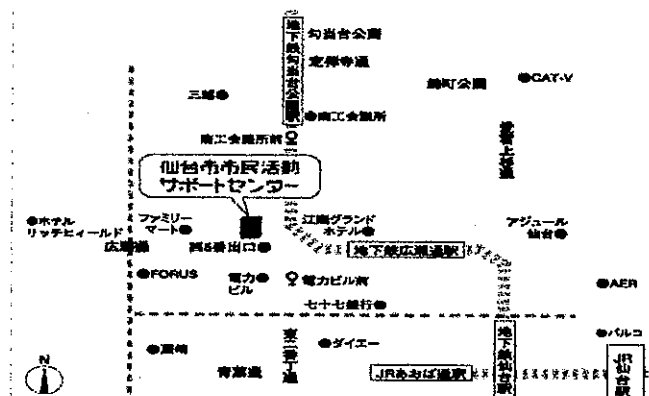 勾当台公園
定禅寺通
地下鉄勾当台公園駅
錦町公園
●CAT-V
三越●
●商工会議所
商工会議所前
仙台市市民活動
サポートセンター
●ホテル
リッチフィールド
ファミリー
マート●
江陽グランド
ホテル●
アジュール
仙台●
広瀬通
西5番出口●
地下鉄広瀬通駅
●FORUS
電力●
ビル
電力ビル前
●AER
七十七銀行●
東二番丁通
●ダイエー
地下鉄仙台駅
●パルコ
青葉通
JRあおば通駅
JR
仙台駅
N